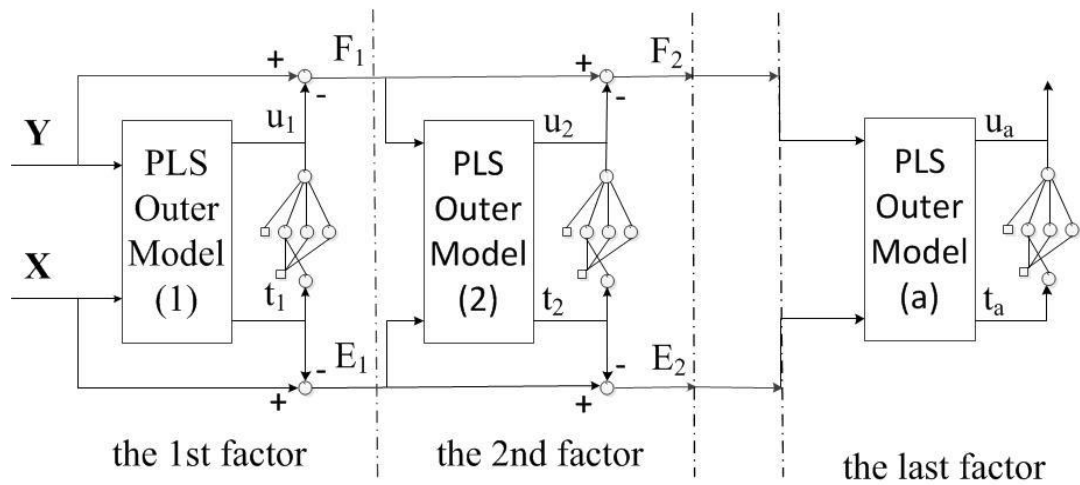 + F₁ + F₂
- -
Y u₁ u₂ uₐ
PLS
Outer
Model
(1)
PLS
Outer
Model
(2)
PLS
Outer
Model
(a)
X t₁ t₂ tₐ
- E₁ - E₂
+ +
the 1st factor the 2nd factor the last factor